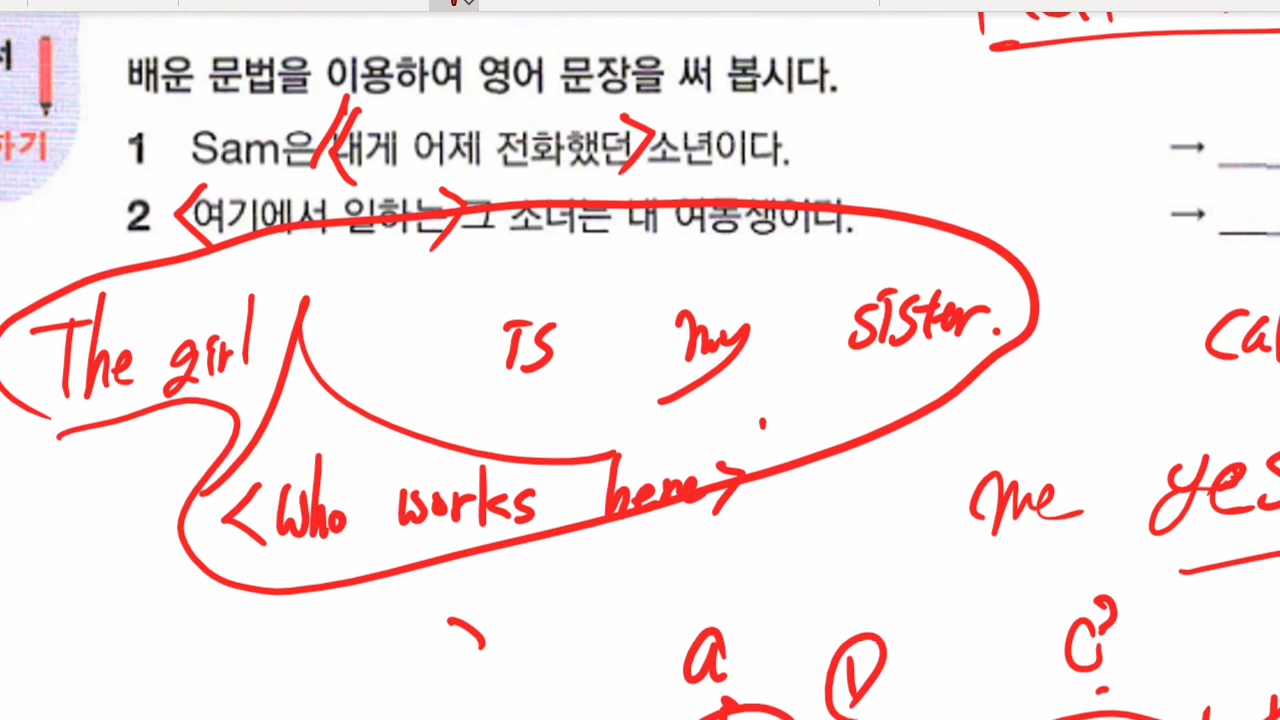 배운 문법을 이용하여 영어 문장을 써 봅시다.
하기
1 Sam은 내게 어제 전화했던 소년이다. →
2 여기에서 일하는 그 소녀는 내 여동생이다. →
The girl is my sister.
<who works here>
me
a